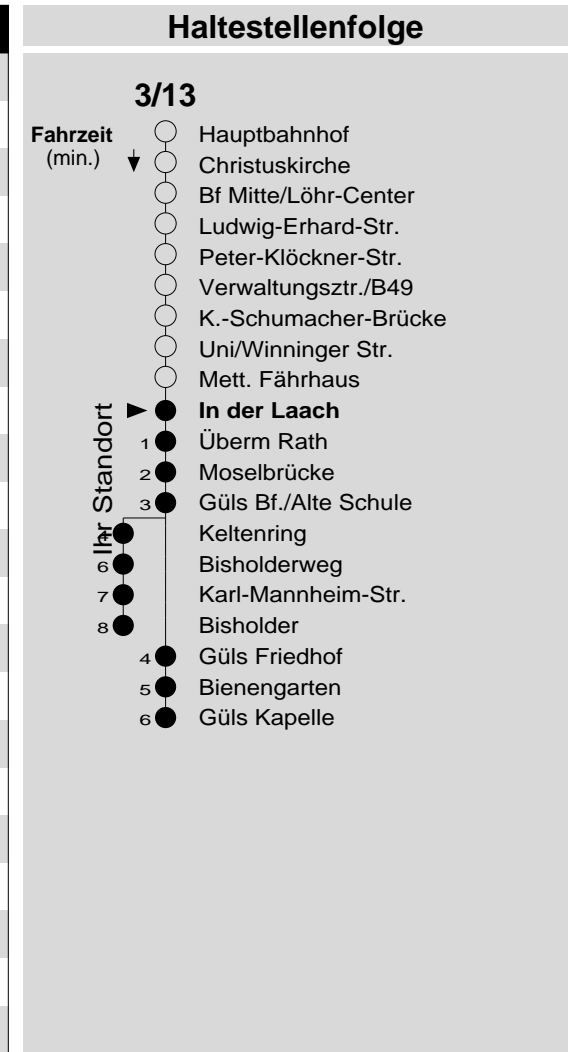 Haltestellenfolge
3/13
Fahrzeit
(min.)
Hauptbahnhof
Christuskirche
Bf Mitte/Löhr-Center
Ludwig-Erhard-Str.
Peter-Klöckner-Str.
Verwaltungsztr./B49
K.-Schumacher-Brücke
Uni/Winninger Str.
Mett. Fährhaus
Ihr Standort
In der Laach
1 Überm Rath
2 Moselbrücke
3 Güls Bf./Alte Schule
Keltenring
6 Bisholderweg
7 Karl-Mannheim-Str.
8 Bisholder
4 Güls Friedhof
5 Bienengarten
6 Güls Kapelle